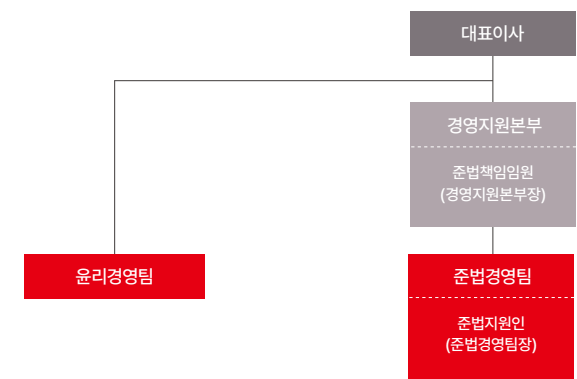 대표이사
경영지원본부
준법책임임원
(경영지원본부장)
윤리경영팀
준법경영팀
준법지원인
(준법경영팀장)